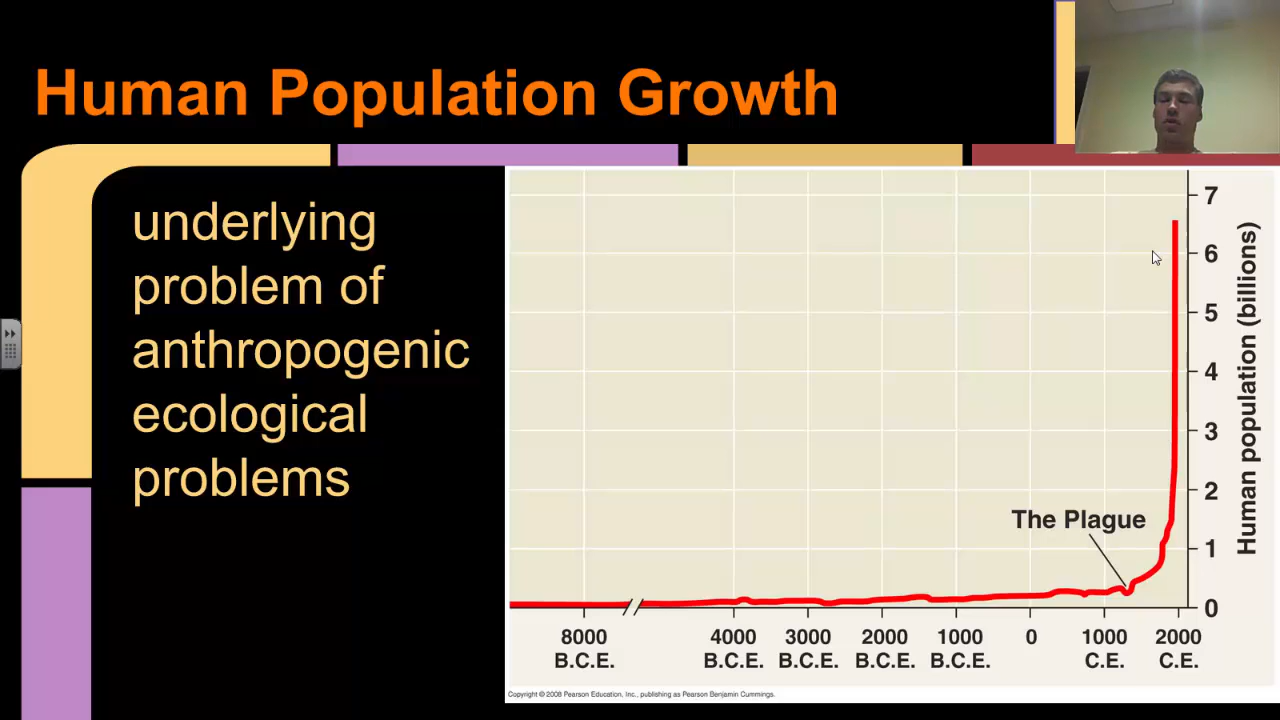 Human Population Growth
underlying
problem of
anthropogenic
ecological
problems
7
6
5
4
3
2
1
0
Human population (billions)
The Plague
8000 4000 3000 2000 1000 0 1000 2000
B.C.E. B.C.E. B.C.E. B.C.E. B.C.E. C.E. C.E.
Copyright © 2008 Pearson Education, Inc., publishing as Pearson Benjamin Cummings.